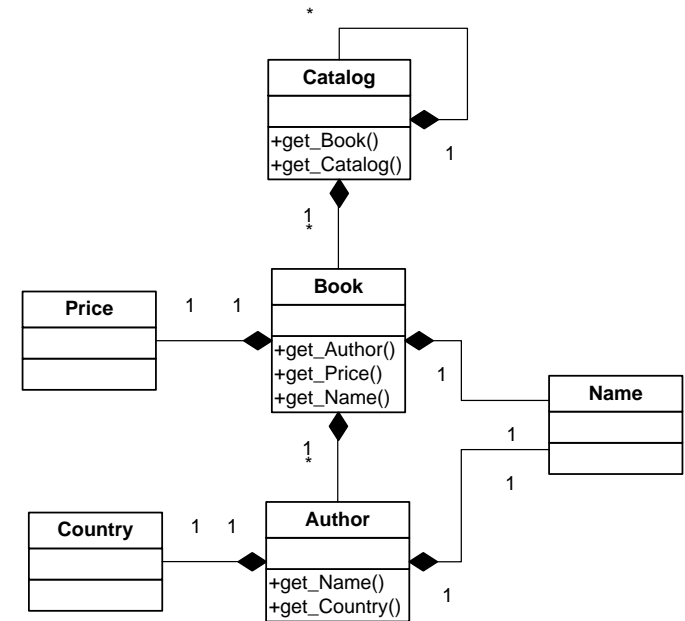 *
Catalog
+get_Book()
+get_Catalog()
1
1
*
Book
Price
1 1
+get_Author()
+get_Price()
+get_Name()
1
Name
1
1
*
1
Author
Country
1 1
+get_Name()
+get_Country()
1